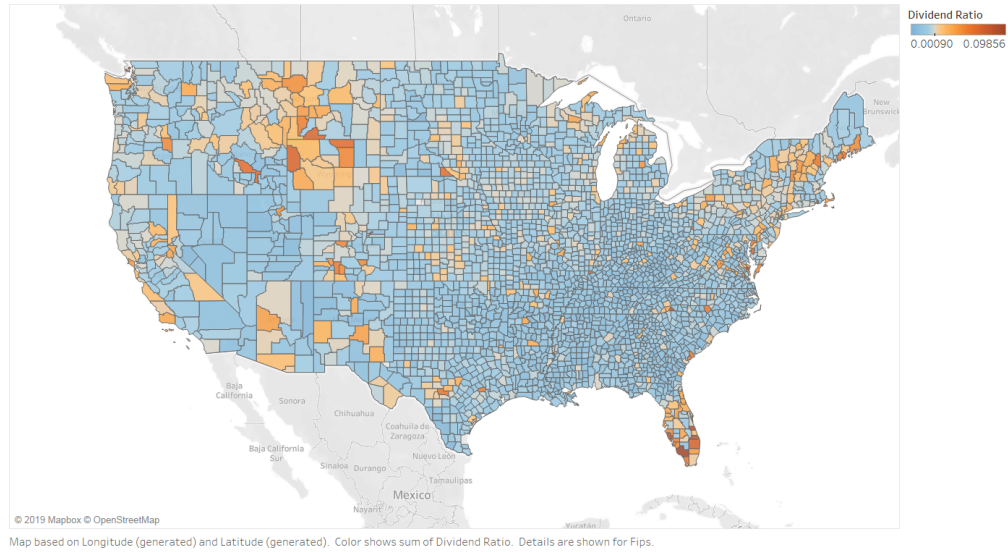 Ontario
Dividend Ratio
0.00090 0.09856
New
Brunswick
Baja
California
Sonora
Chihuahua
Coahuila de
Zaragoza
Baja California
Sur
Nuevo León
Sinaloa Durango
Tamaulipas
Mexico
Nayarit
Yucatán
© 2019 Mapbox © OpenStreetMap
Map based on Longitude (generated) and Latitude (generated). Color shows sum of Dividend Ratio. Details are shown for Fips.